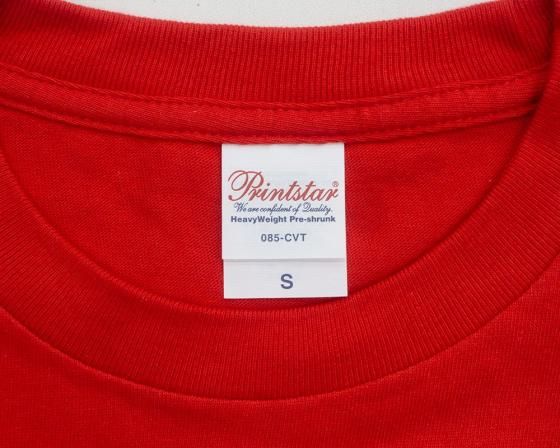 Printstar®
We are confident of Quality.
HeavyWeight Pre-shrunk
085-CVT
S